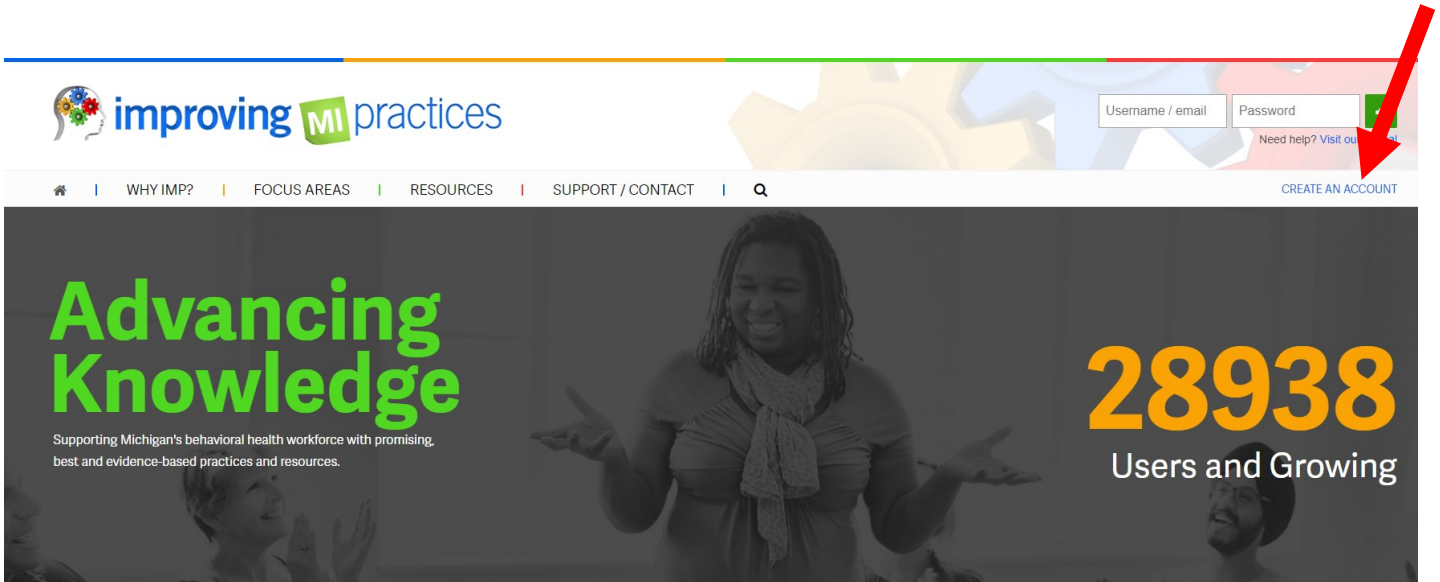 improving MI practices
Username / email
Password
Need help? Visit our
WHY IMP?
FOCUS AREAS
RESOURCES
SUPPORT / CONTACT
CREATE AN ACCOUNT
Advancing
Knowledge
Supporting Michigan's behavioral health workforce with promising,
best and evidence-based practices and resources.
28938
Users and Growing